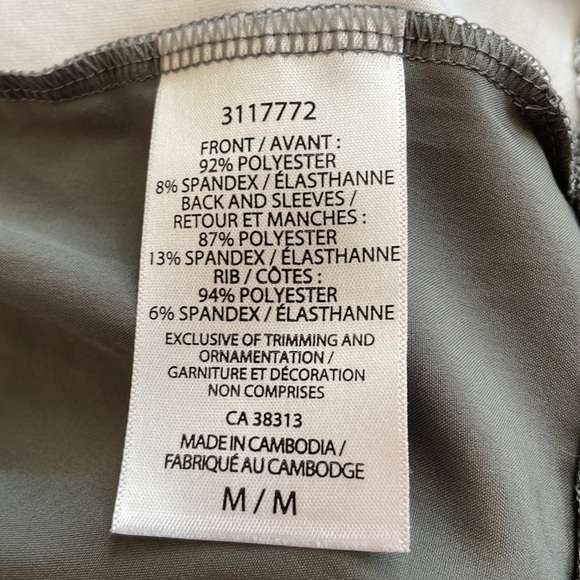 3117772
FRONT / AVANT :
92% POLYESTER
8% SPANDEX / ÉLASTHANNE
BACK AND SLEEVES /
RETOUR ET MANCHES :
87% POLYESTER
13% SPANDEX / ÉLASTHANNE
RIB / CÔTES :
94% POLYESTER
6% SPANDEX / ÉLASTHANNE
EXCLUSIVE OF TRIMMING AND
ORNAMENTATION /
GARNITURE ET DÉCORATION
NON COMPRISES
CA 38313
MADE IN CAMBODIA /
FABRIQUÉ AU CAMBODGE
M / M